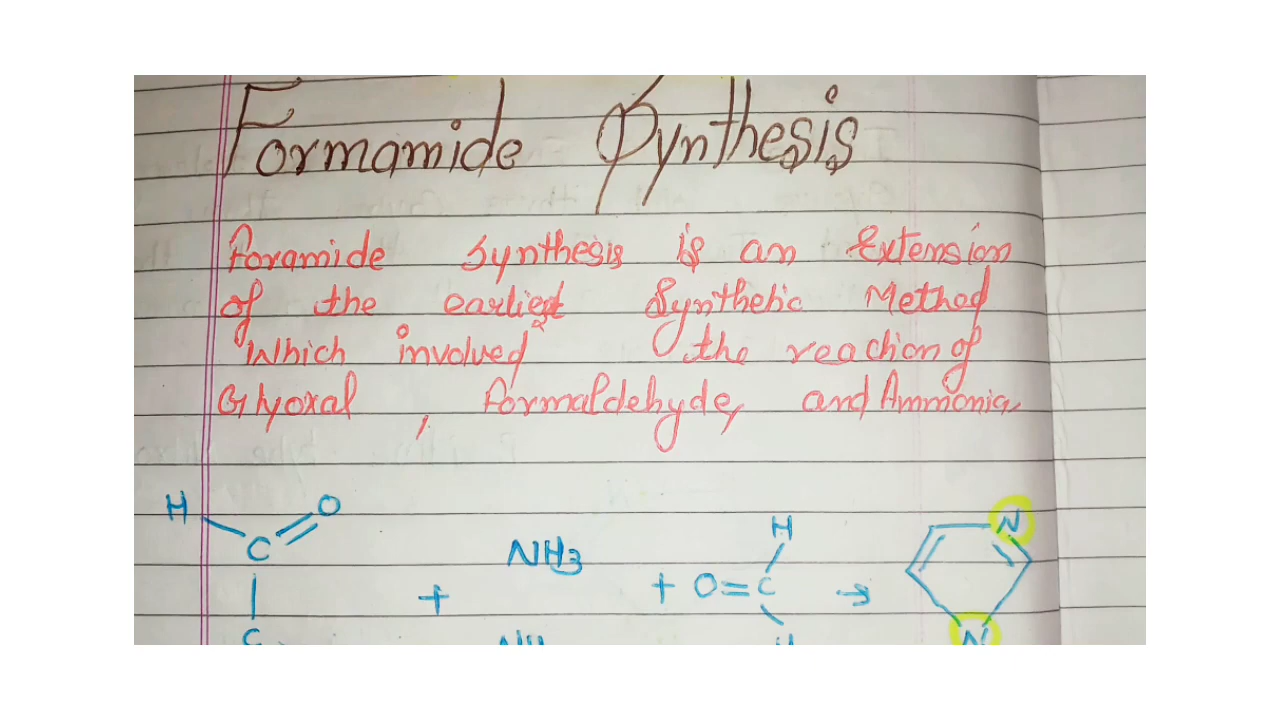 Formamide Synthesis
Foramide synthesis is an Extension
of the earliest Synthetic Method
Which involved the reaction of
Glyoxal, formaldehyde, and Ammonia.
H O
C NH3 + O=C H → N
+
C NH H N